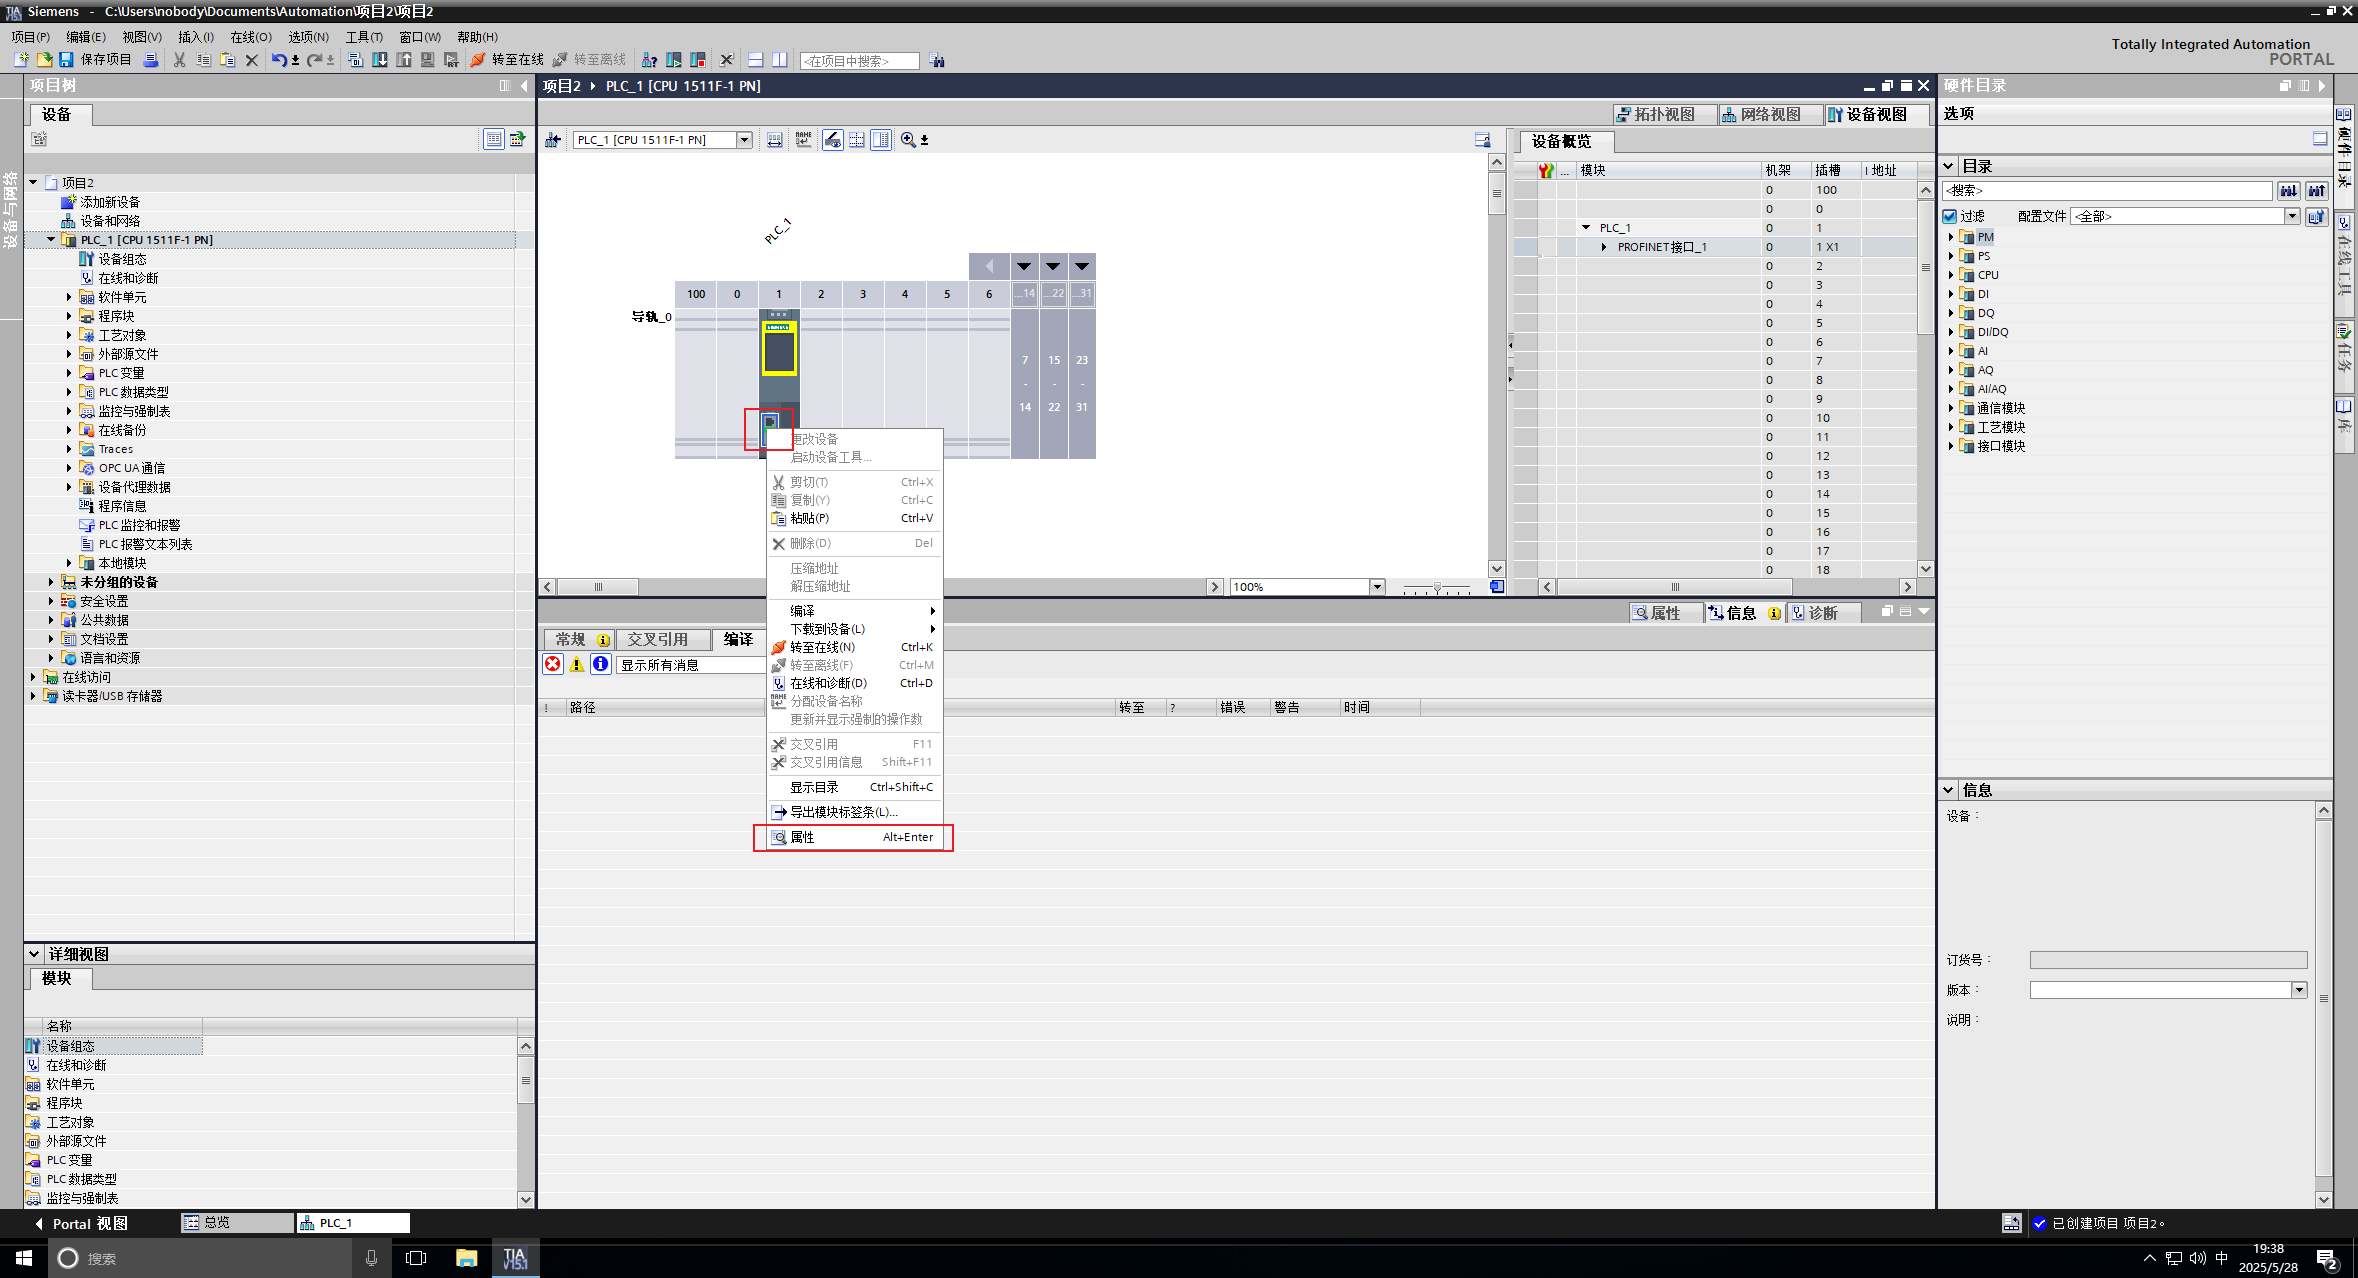 Siemens - C:\Users\nobody\Documents\Automation\项目2\项目2
项目(P) 编辑(E) 视图(V) 插入(I) 在线(O) 选项(N) 工具(T) 窗口(W) 帮助(H)
Totally Integrated Automation
PORTAL
保存项目 转至在线 转至离线 <在项目中搜索>
项目树
设备
设备与网络
项目2
添加新设备
设备和网络
PLC_1 [CPU 1511F-1 PN]
设备组态
在线和诊断
软件单元
程序块
工艺对象
外部源文件
PLC 变量
PLC 数据类型
监控与强制表
在线备份
Traces
OPC UA 通信
设备代理数据
程序信息
PLC 监控和报警
PLC 报警文本列表
本地模块
未分组的设备
安全设置
公共数据
文档设置
语言和资源
在线访问
读卡器/USB 存储器
详细视图
模块
名称
设备组态
在线和诊断
软件单元
程序块
工艺对象
外部源文件
PLC 变量
PLC 数据类型
监控与强制表
项目2 PLC_1 [CPU 1511F-1 PN]
拓扑视图 网络视图 设备视图
PLC_1 [CPU 1511F-1 PN]
PLC_1
100 0 1 2 3 4 5 6 ...14 ...22 ...31
导轨_0
SIEMENS
7 15 23
- - -
14 22 31
100%
更改设备
启动设备工具...
剪切(T) Ctrl+X
复制(Y) Ctrl+C
粘贴(P) Ctrl+V
删除(D) Del
压缩地址
解压缩地址
编译
下载到设备(L)
转至在线(N) Ctrl+K
转至离线(F) Ctrl+M
在线和诊断(D) Ctrl+D
分配设备名称
更新并显示强制的操作数
交叉引用 F11
交叉引用信息 Shift+F11
显示目录 Ctrl+Shift+C
导出模块标签条(L)...
属性 Alt+Enter
设备概览
... 模块 机架 插槽 I 地址
0 100
0 0
PLC_1 0 1
PROFINET 接口_1 0 1 X1
0 2
0 3
0 4
0 5
0 6
0 7
0 8
0 9
0 10
0 11
0 12
0 13
0 14
0 15
0 16
0 17
0 18
属性 信息 诊断
常规 交叉引用 编译
显示所有消息
! 路径 转至 ? 错误 警告 时间
硬件目录
选项
目录
<搜索>
过滤 配置文件 <全部>
PM
PS
CPU
DI
DQ
DI/DQ
AI
AQ
AI/AQ
通信模块
工艺模块
接口模块
信息
设备：
订货号：
版本：
说明：
硬件目录
在线工具
任务
库
Portal 视图 总览 PLC_1
已创建项目 项目2。
搜索
TIA
V15.1
中
19:38
2025/5/28
2